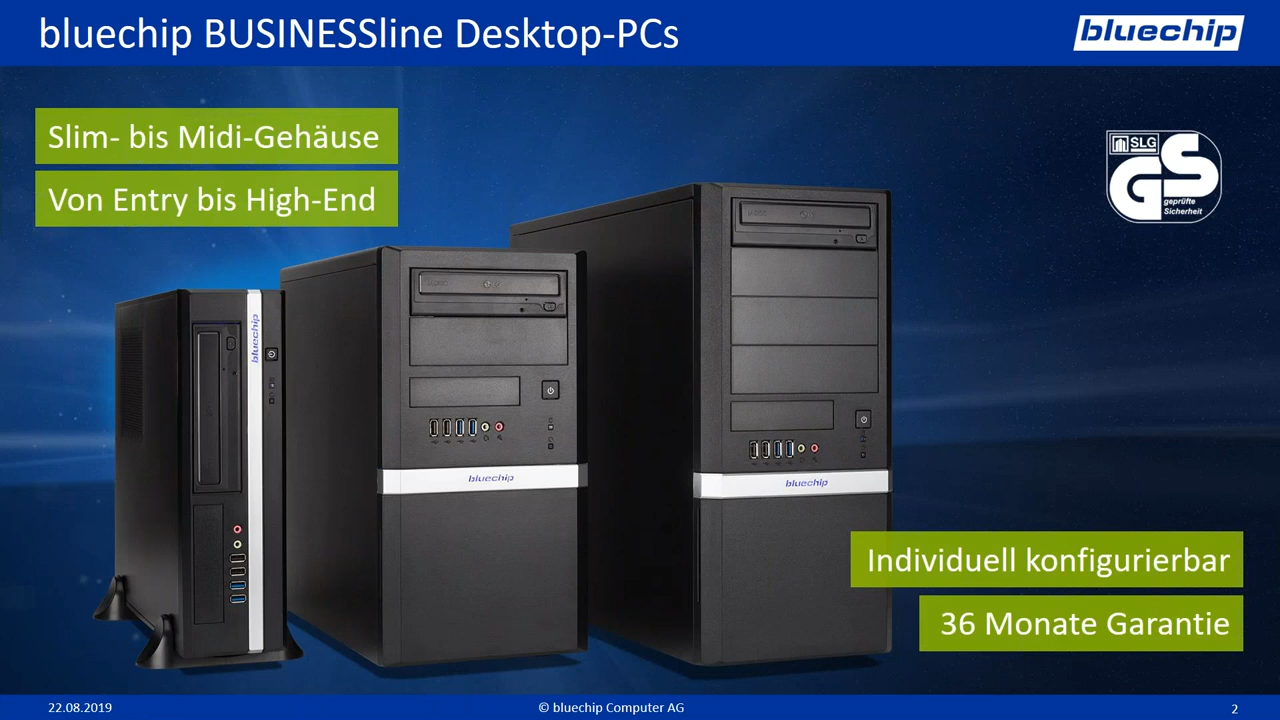 bluechip BUSINESSline Desktop-PCs
bluechip
Slim- bis Midi-Gehäuse
Von Entry bis High-End
SLG
GS
geprüfte
Sicherheit
bluechip
bluechip
bluechip
Individuell konfigurierbar
36 Monate Garantie
22.08.2019
© bluechip Computer AG
2